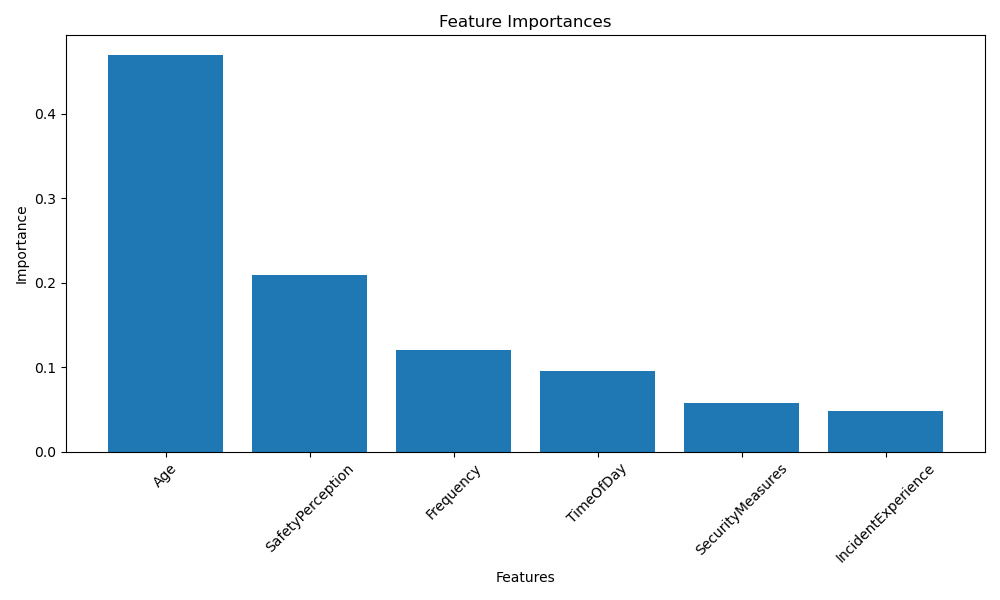 Feature Importances
Importance
0.4
0.3
0.2
0.1
0.0
Age
SafetyPerception
Frequency
TimeOfDay
SecurityMeasures
IncidentExperience
Features